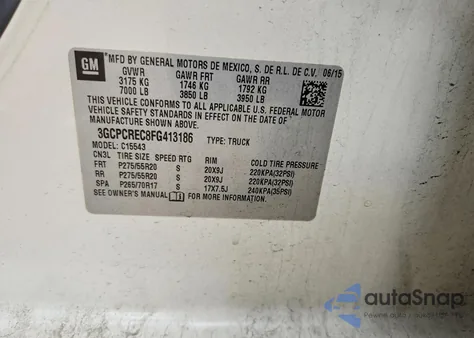 GM
MFD BY GENERAL MOTORS DE MEXICO, S. DE R.L. DE C.V. 06/15
GVWR GAWR FRT GAWR RR
3175 KG 1746 KG 1792 KG
7000 LB 3850 LB 3950 LB
THIS VEHICLE CONFORMS TO ALL APPLICABLE U.S. FEDERAL MOTOR
VEHICLE SAFETY AND THEFT PREVENTION STANDARDS IN EFFECT ON THE DATE OF
MANUFACTURE SHOWN ABOVE.
3GCPCREC8FG413186 TYPE: TRUCK
MODEL: C15543
CN3L TIRE SIZE SPEED RTG RIM COLD TIRE PRESSURE
FRT P275/55R20 S 20X9J 220KPA(32PSI)
RR P275/55R20 S 20X9J 220KPA(32PSI)
SPA P265/70R17 S 17X7.5J 240KPA(35PSI)
SEE OWNER'S MANUAL FOR MORE INFORMATION.
autoSnap